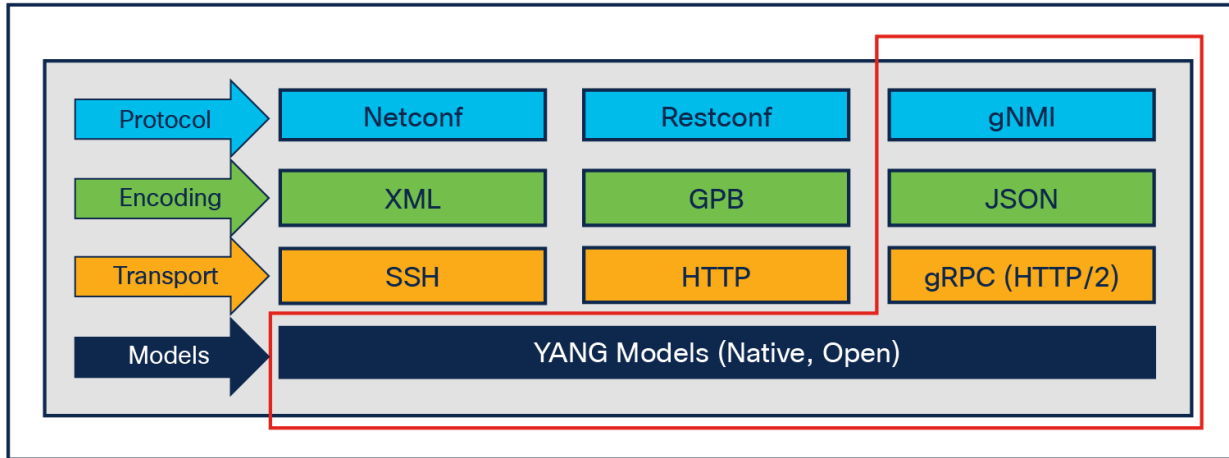 Protocol Netconf Restconf gNMI
Encoding XML GPB JSON
Transport SSH HTTP gRPC (HTTP/2)
Models YANG Models (Native, Open)